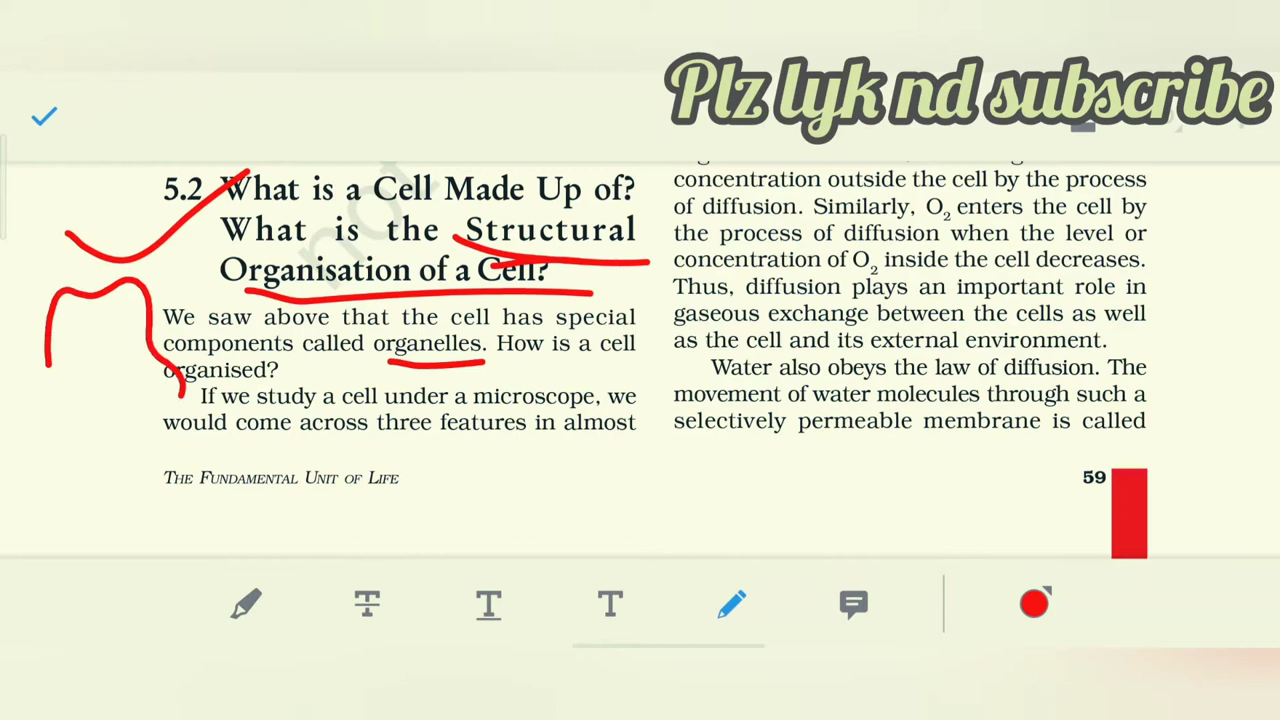 Plz lyk nd subscribe
5.2 What is a Cell Made Up of?
What is the Structural
Organisation of a Cell?
We saw above that the cell has special
components called organelles. How is a cell
organised?
If we study a cell under a microscope, we
would come across three features in almost
THE FUNDAMENTAL UNIT OF LIFE
concentration outside the cell by the process
of diffusion. Similarly, O₂ enters the cell by
the process of diffusion when the level or
concentration of O₂ inside the cell decreases.
Thus, diffusion plays an important role in
gaseous exchange between the cells as well
as the cell and its external environment.
Water also obeys the law of diffusion. The
movement of water molecules through such a
selectively permeable membrane is called
59
not
T
T
T